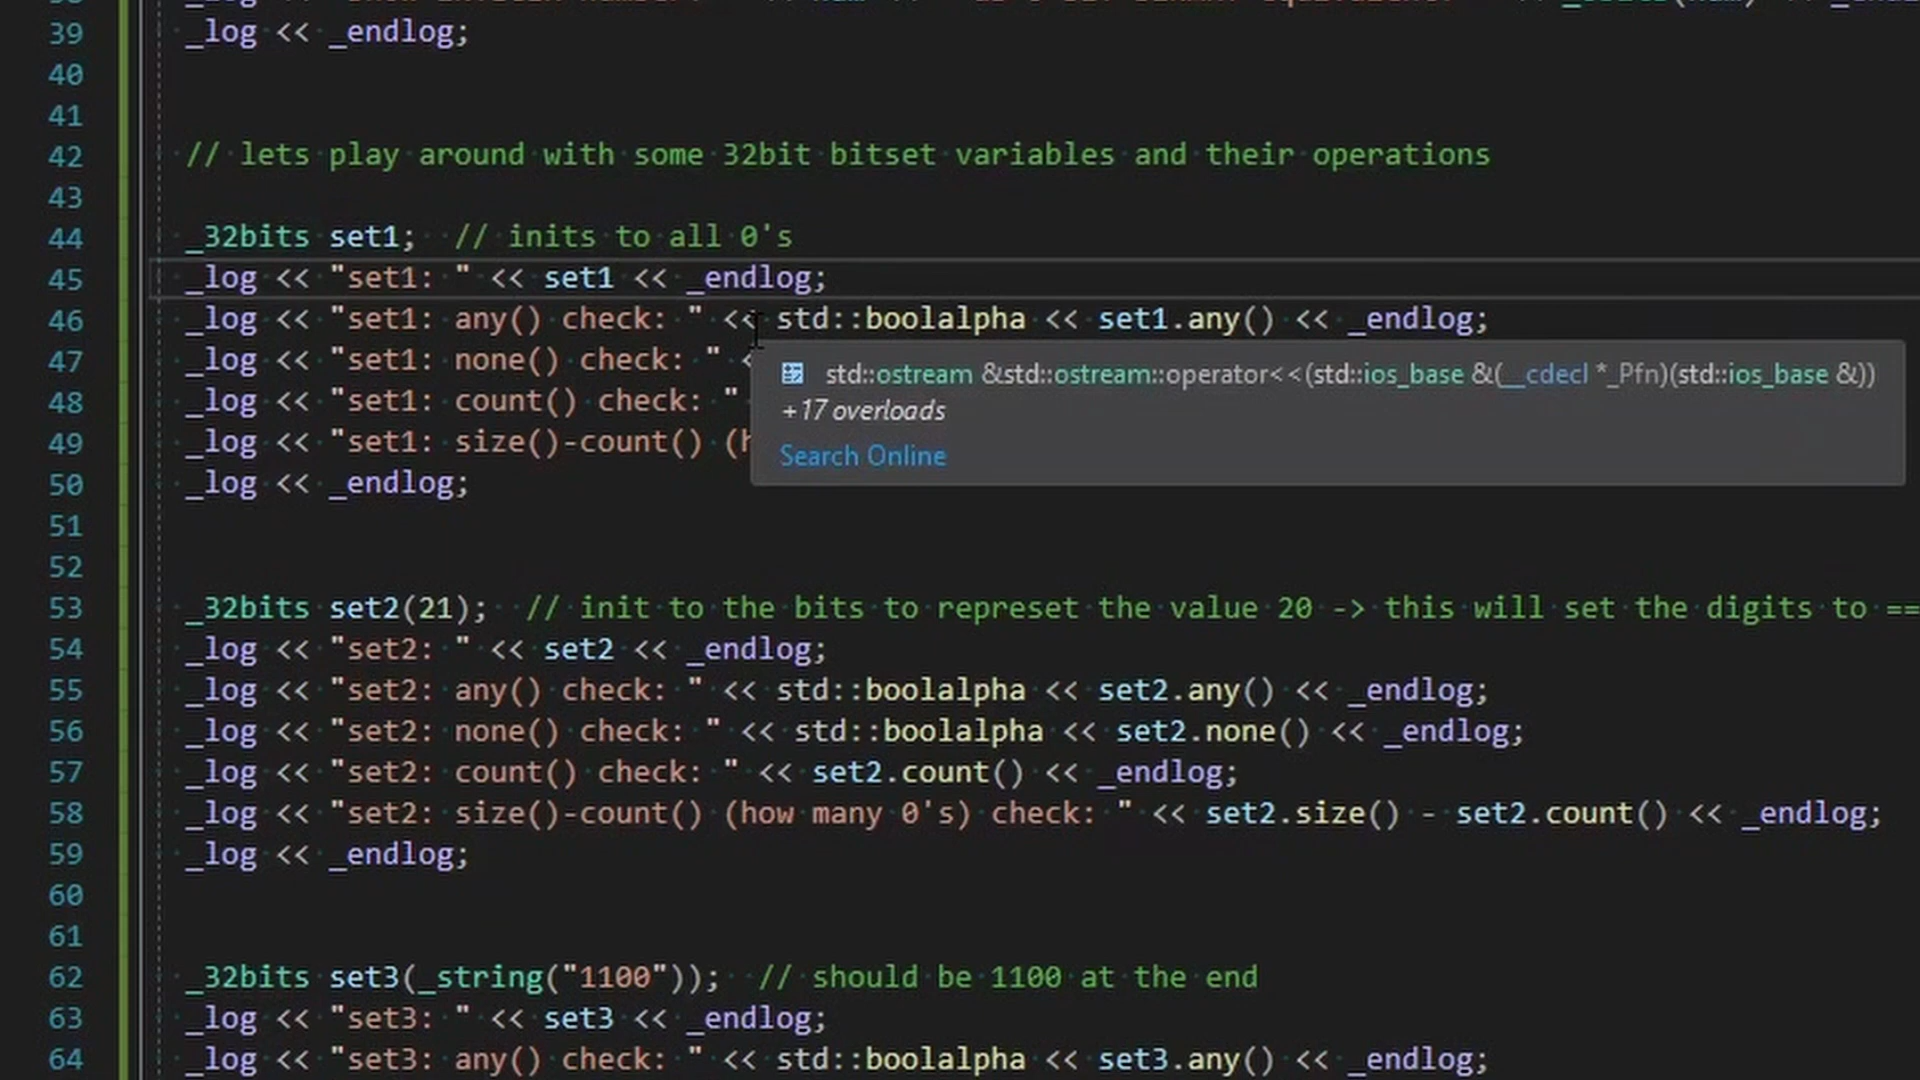 39 _log << _endlog;
40
41
42 // lets play around with some 32bit bitset variables and their operations
43
44 _32bits set1; // inits to all 0's
45 _log << "set1: " << set1 << _endlog;
46 _log << "set1: any() check: " << std::boolalpha << set1.any() << _endlog;
47 _log << "set1: none() check: " <
std::ostream &std::ostream::operator<<(std::ios_base &(__cdecl *_Pfn)(std::ios_base &))
48 _log << "set1: count() check: "
+17 overloads
49 _log << "set1: size()-count() (h
Search Online
50 _log << _endlog;
51
52
53 _32bits set2(21); // init to the bits to represet the value 20 -> this will set the digits to ==
54 _log << "set2: " << set2 << _endlog;
55 _log << "set2: any() check: " << std::boolalpha << set2.any() << _endlog;
56 _log << "set2: none() check: " << std::boolalpha << set2.none() << _endlog;
57 _log << "set2: count() check: " << set2.count() << _endlog;
58 _log << "set2: size()-count() (how many 0's) check: " << set2.size() - set2.count() << _endlog;
59 _log << _endlog;
60
61
62 _32bits set3(_string("1100")); // should be 1100 at the end
63 _log << "set3: " << set3 << _endlog;
64 _log << "set3: any() check: " << std::boolalpha << set3.any() << _endlog;